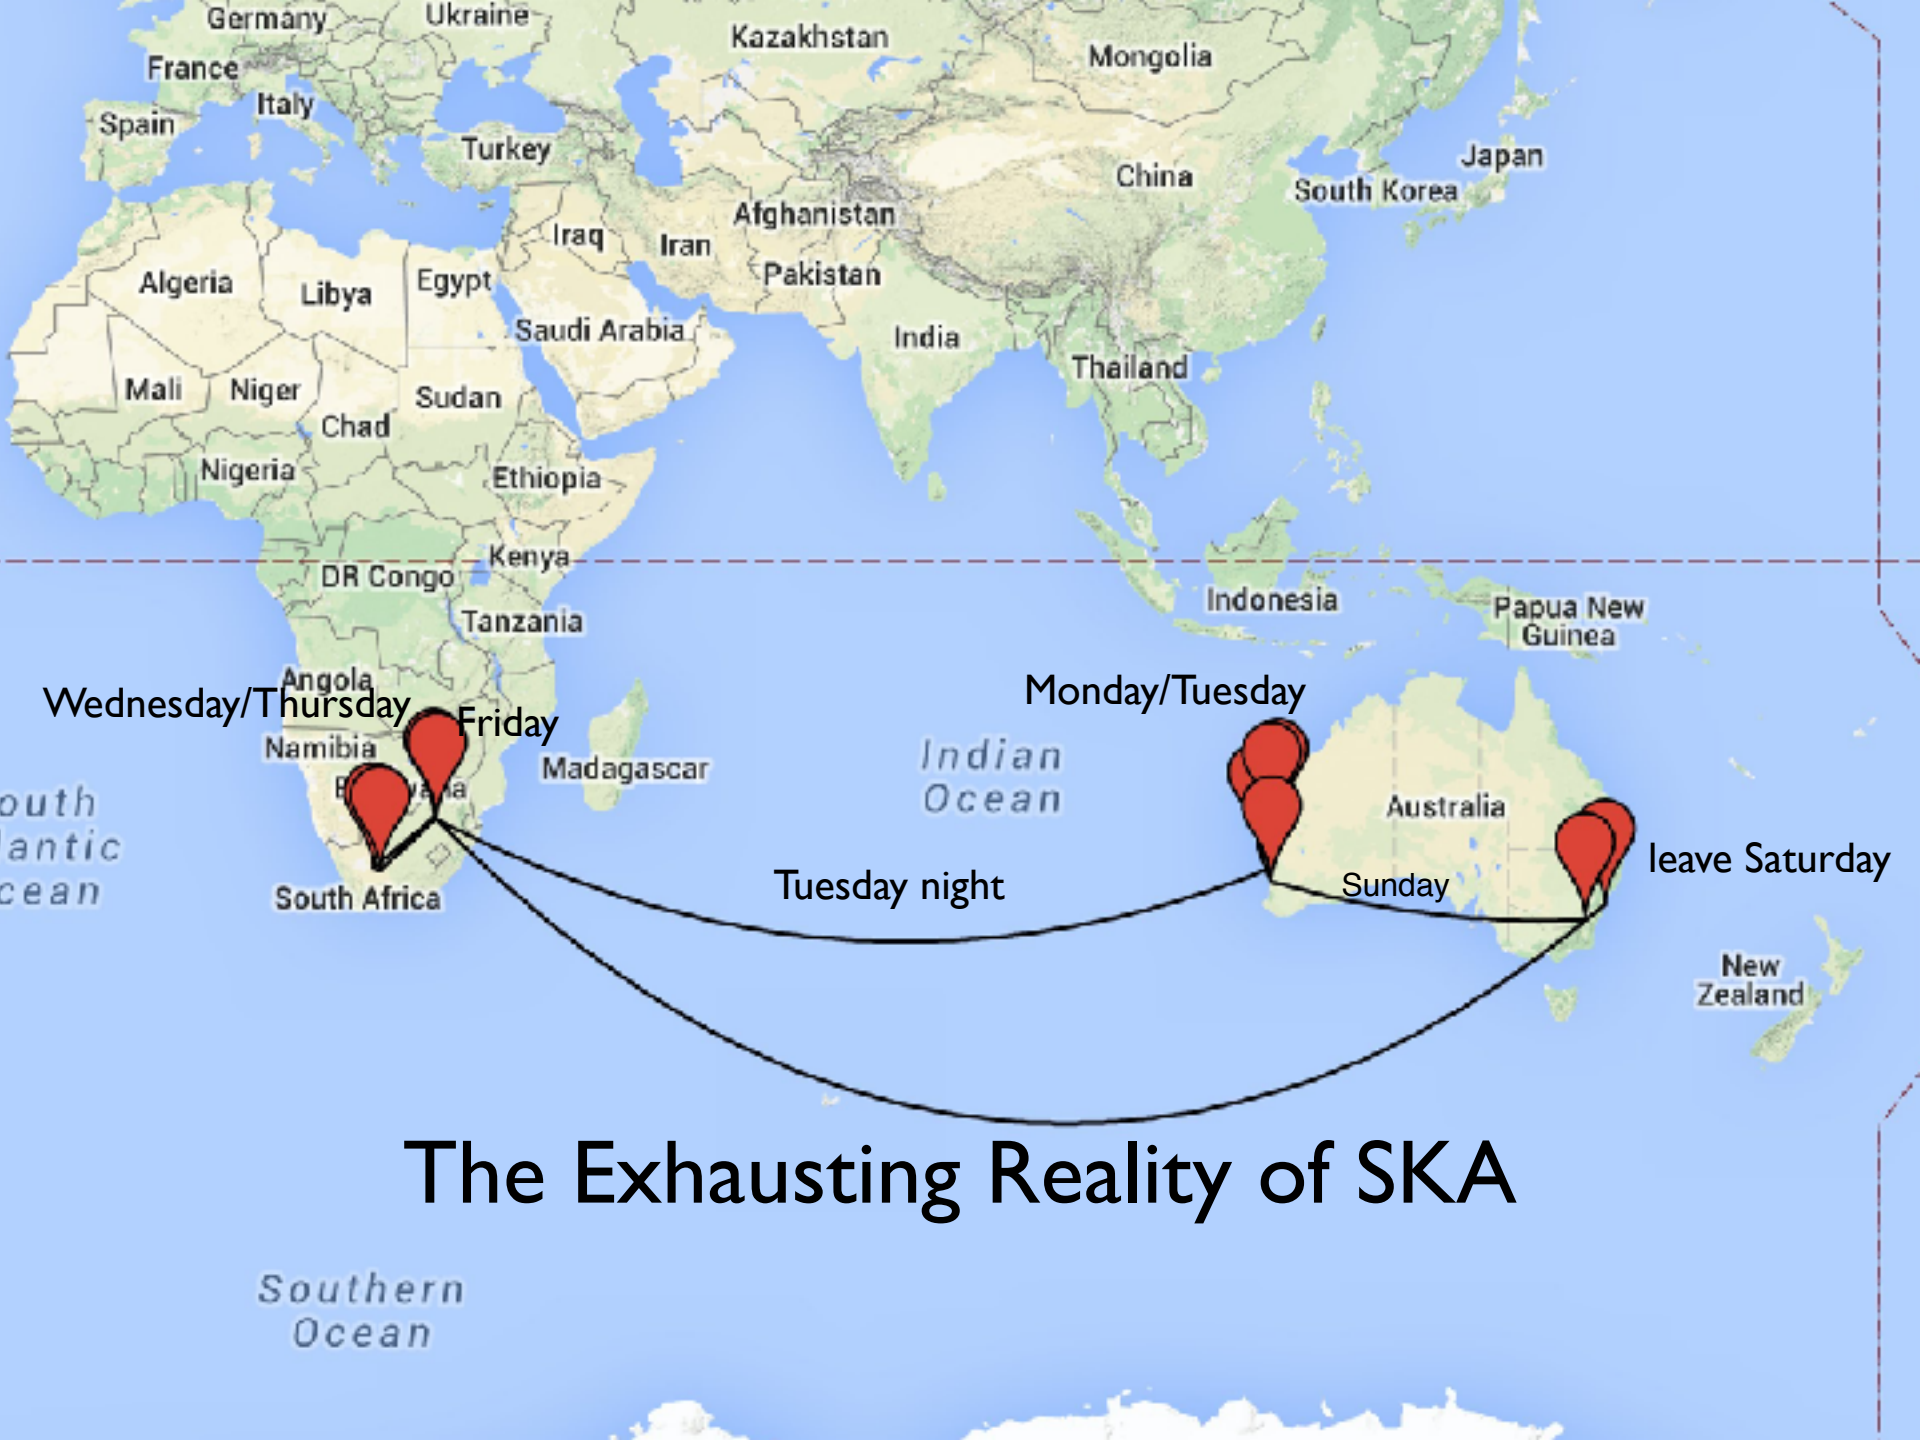 Germany
Ukraine
Kazakhstan
Mongolia
France
Italy
Spain
Turkey
Japan
China
South Korea
Afghanistan
Iraq
Iran
Pakistan
Algeria
Libya
Egypt
Saudi Arabia
India
Thailand
Mali
Niger
Sudan
Chad
Nigeria
Ethiopia
Kenya
DR Congo
Indonesia
Papua New
Guinea
Tanzania
Angola
Wednesday/Thursday
Friday
Monday/Tuesday
Namibia
Madagascar
Indian
Ocean
Australia
outh
lantic
cean
leave Saturday
South Africa
Tuesday night
Sunday
New
Zealand
The Exhausting Reality of SKA
Southern
Ocean